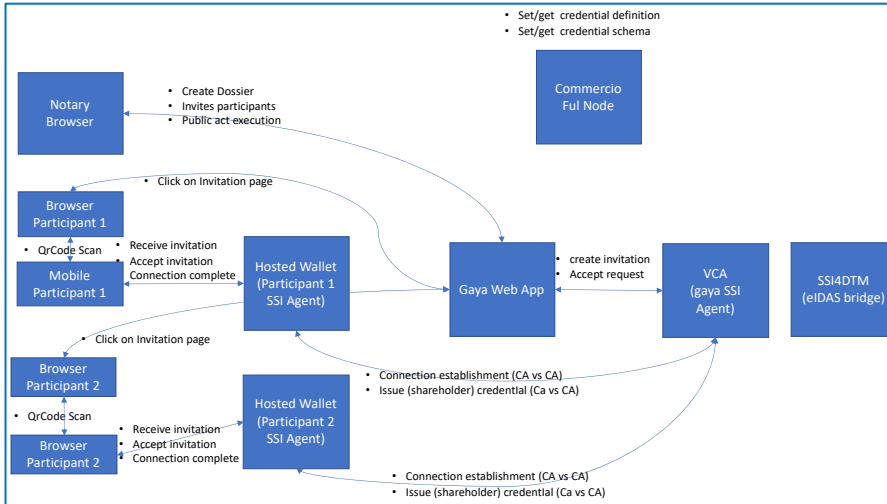 • Set/get credential definition
• Set/get credential schema
Commercio
Ful Node
Notary
Browser
• Create Dossier
• Invites participants
• Public act execution
• Click on Invitation page
Browser
Participant 1
• QrCode Scan
Mobile
Participant 1
• Receive invitation
• Accept invitation
Connection complete
Hosted Wallet
(Participant 1
SSI Agent)
Gaya Web App
• create invitation
• Accept request
VCA
(gaya SSI
Agent)
SSI4DTM
(eIDAS bridge)
• Click on Invitation page
Browser
Participant 2
• QrCode Scan
Browser
Participant 2
• Receive invitation
• Accept invitation
• Connection complete
Hosted Wallet
(Participant 2
SSI Agent)
• Connection establishment (CA vs CA)
• Issue (shareholder) credential (Ca vs CA)
• Connection establishment (CA vs CA)
• Issue (shareholder) credential (Ca vs CA)